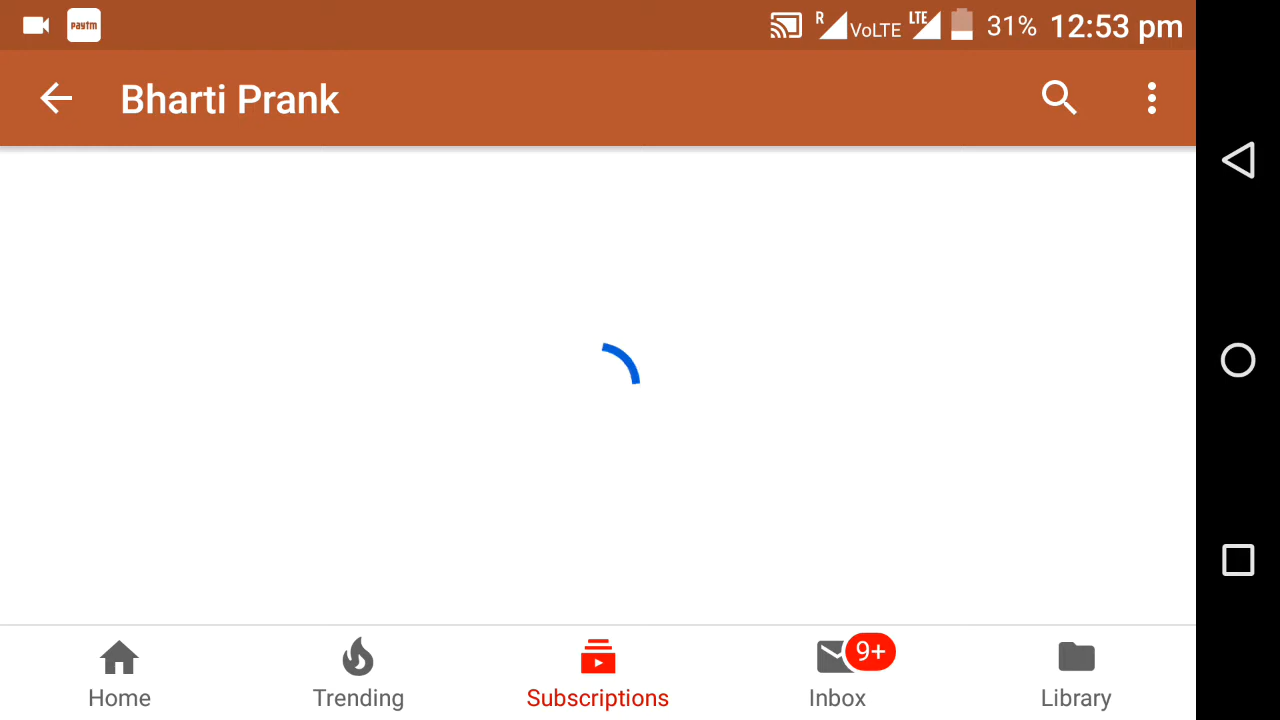 paytm R VoLTE LTE 31% 12:53 pm
Bharti Prank
Home Trending Subscriptions 9+ Inbox Library